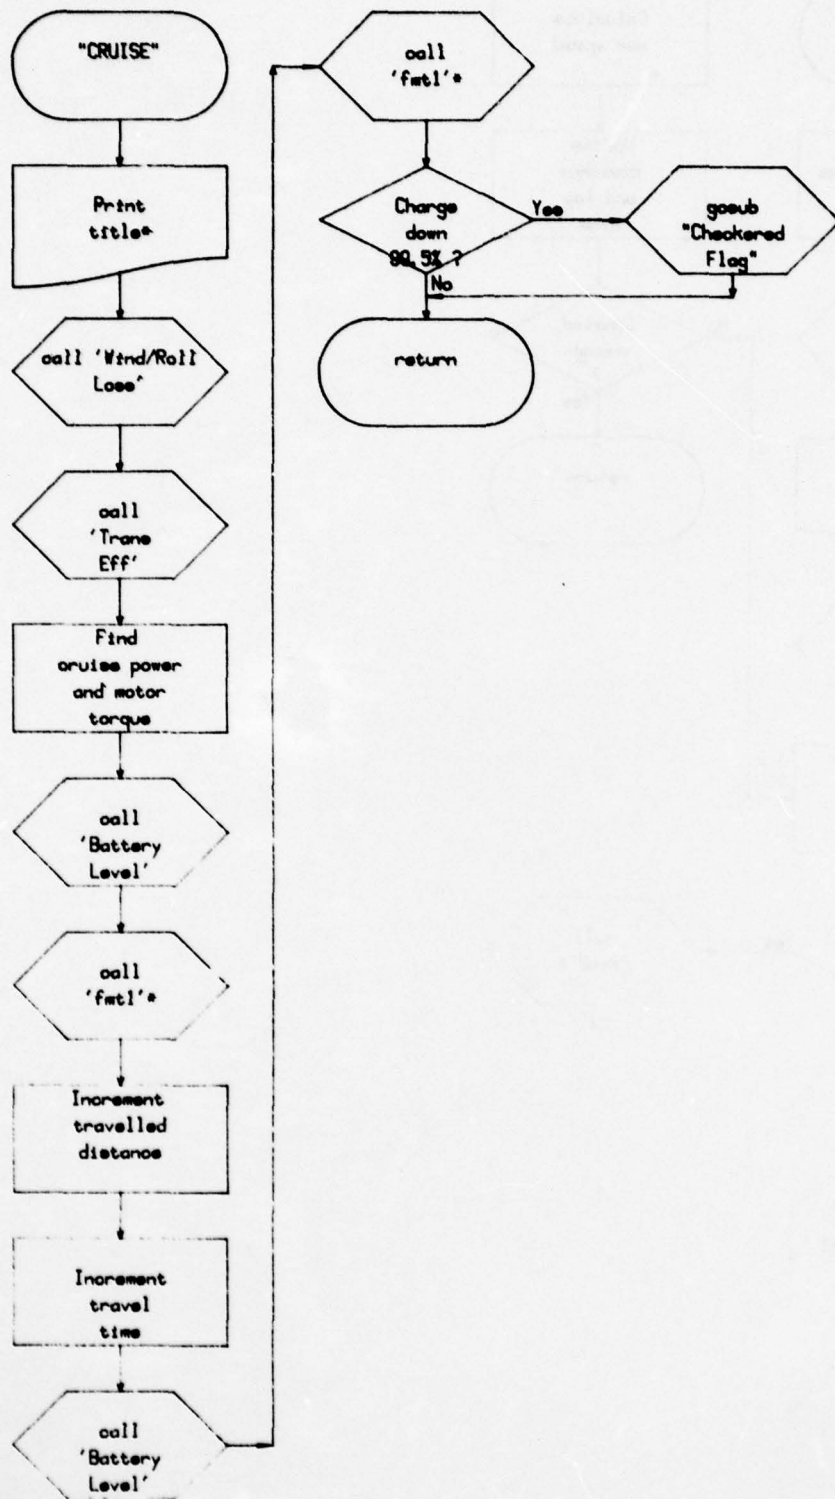 "CRUISE"
Print
title*
call 'Wind/Roll
Loss'
call
'Trans
Eff'
Find
cruise power
and motor
torque
call
'Battery
Level'
call
'fmt1'*
Increment
travelled
distance
Increment
travel
time
call
'Battery
Level'
call
'fmt1'*
Charge
down
?
Yes
No
gosub
"Checkered
Flag"
return